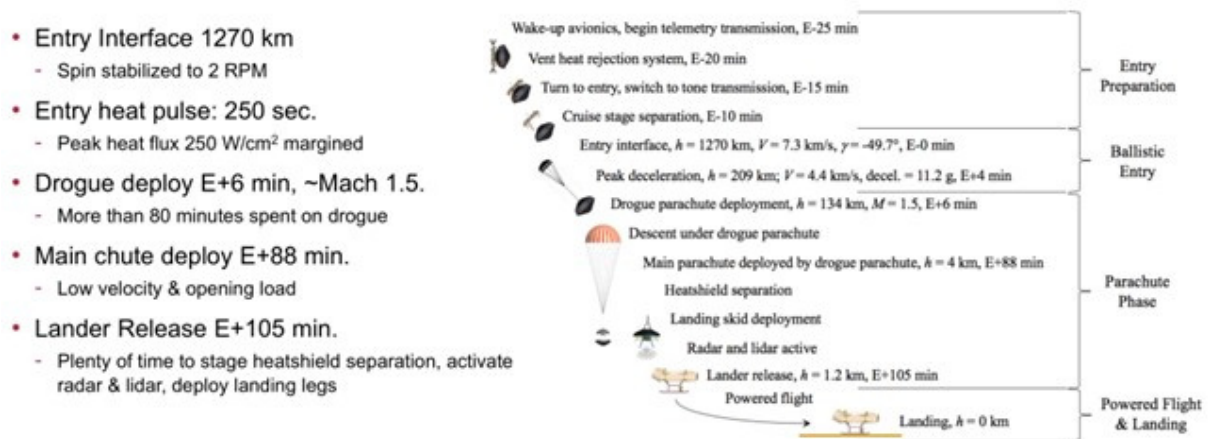 • Entry Interface 1270 km
- Spin stabilized to 2 RPM
• Entry heat pulse: 250 sec.
- Peak heat flux 250 W/cm² margined
• Drogue deploy E+6 min, ~Mach 1.5.
- More than 80 minutes spent on drogue
• Main chute deploy E+88 min.
- Low velocity & opening load
• Lander Release E+105 min.
- Plenty of time to stage heatshield separation, activate
radar & lidar, deploy landing legs
Wake-up avionics, begin telemetry transmission, E-25 min
Vent heat rejection system, E-20 min
Turn to entry, switch to tone transmission, E-15 min
Cruise stage separation, E-10 min
Entry interface, h = 1270 km, V = 7.3 km/s, γ = -49.7°, E-0 min
Peak deceleration, h = 209 km; V = 4.4 km/s, decel. = 11.2 g, E+4 min
Drogue parachute deployment, h = 134 km, M = 1.5, E+6 min
Descent under drogue parachute
Main parachute deployed by drogue parachute, h = 4 km, E+88 min
Heatshield separation
Landing skid deployment
Radar and lidar active
Lander release, h = 1.2 km, E+105 min
Powered flight
Landing, h = 0 km
Entry
Preparation
Ballistic
Entry
Parachute
Phase
Powered Flight
& Landing